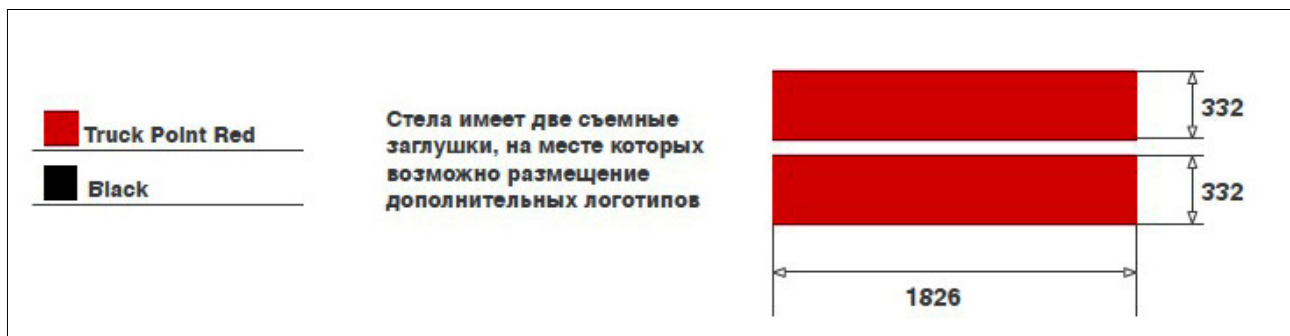 Truck Point Red
Black
Стела имеет две съемные
заглушки, на месте которых
возможно размещение
дополнительных логотипов
332
332
1826